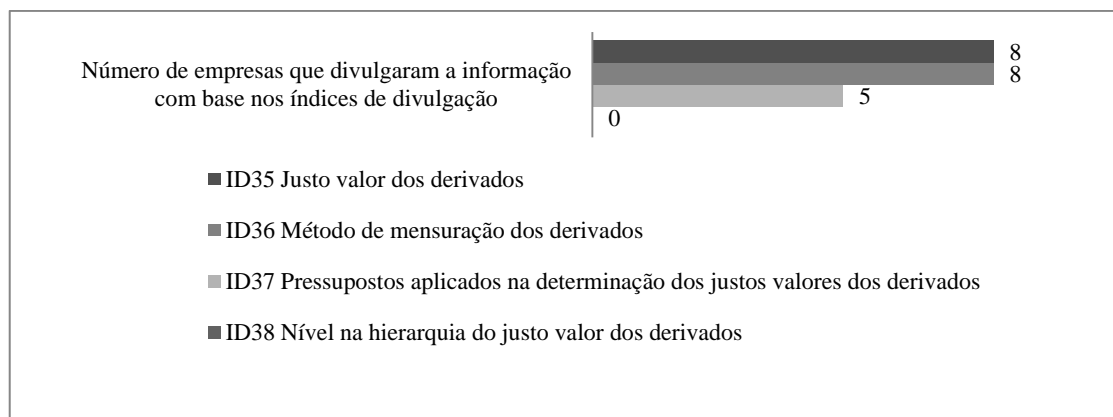 Número de empresas que divulgaram a informação
com base nos índices de divulgação
8
8
5
0
ID35 Justo valor dos derivados
ID36 Método de mensuração dos derivados
ID37 Pressupostos aplicados na determinação dos justos valores dos derivados
ID38 Nível na hierarquia do justo valor dos derivados